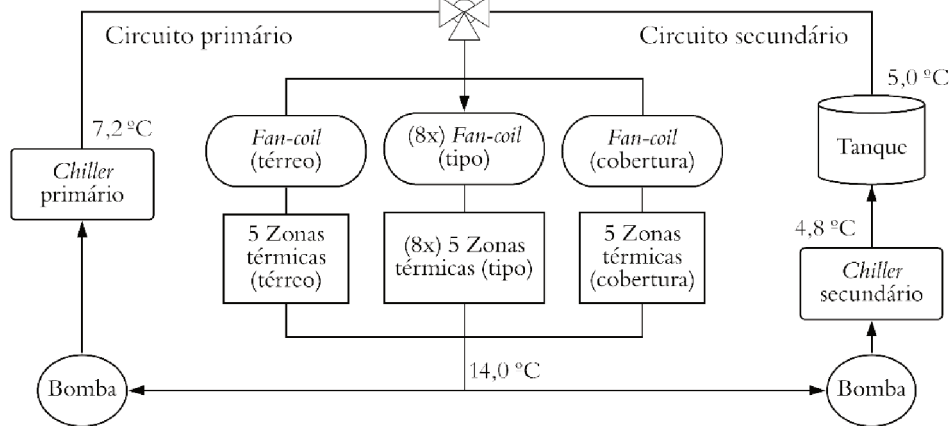 Circuito primário
Circuito secundário
7,2 ºC
5,0 ºC
Fan-coil
(térreo)
(8x) Fan-coil
(tipo)
Fan-coil
(cobertura)
Tanque
Chiller
primário
4,8 ºC
5 Zonas
térmicas
(térreo)
(8x) 5 Zonas
térmicas (tipo)
5 Zonas
térmicas
(cobertura)
Chiller
secundário
14,0 ºC
Bomba
Bomba